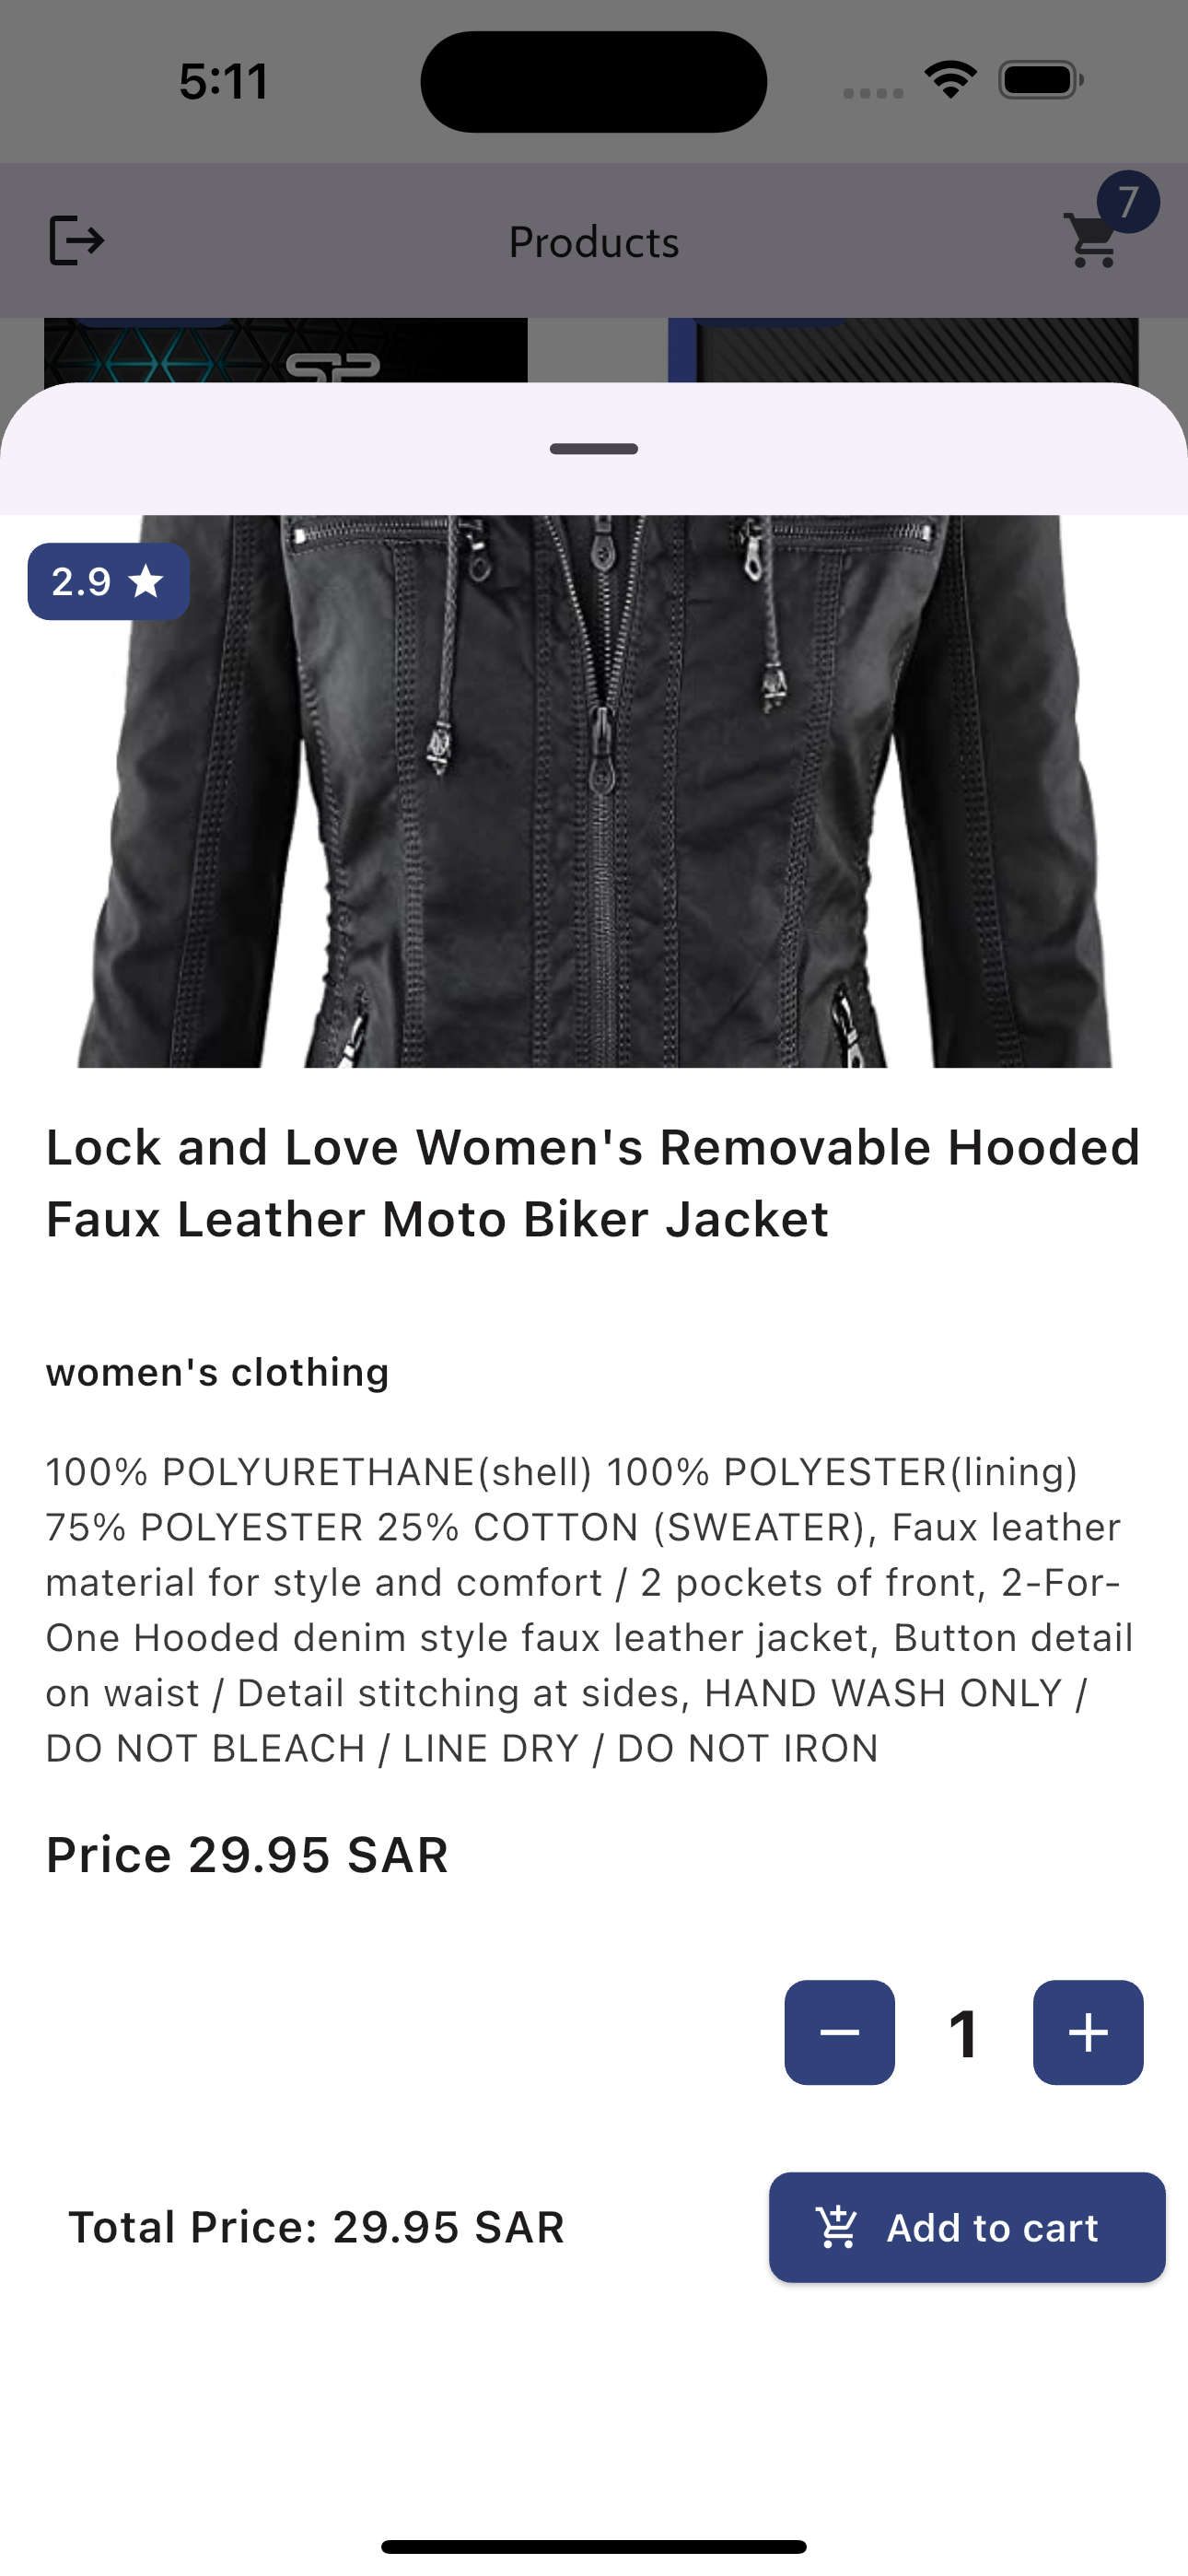 5:11
Products
7
SP
2.9
Lock and Love Women's Removable Hooded
Faux Leather Moto Biker Jacket
women's clothing
100% POLYURETHANE(shell) 100% POLYESTER(lining)
75% POLYESTER 25% COTTON (SWEATER), Faux leather
material for style and comfort / 2 pockets of front, 2-For-
One Hooded denim style faux leather jacket, Button detail
on waist / Detail stitching at sides, HAND WASH ONLY /
DO NOT BLEACH / LINE DRY / DO NOT IRON
Price 29.95 SAR
1
Total Price: 29.95 SAR
Add to cart